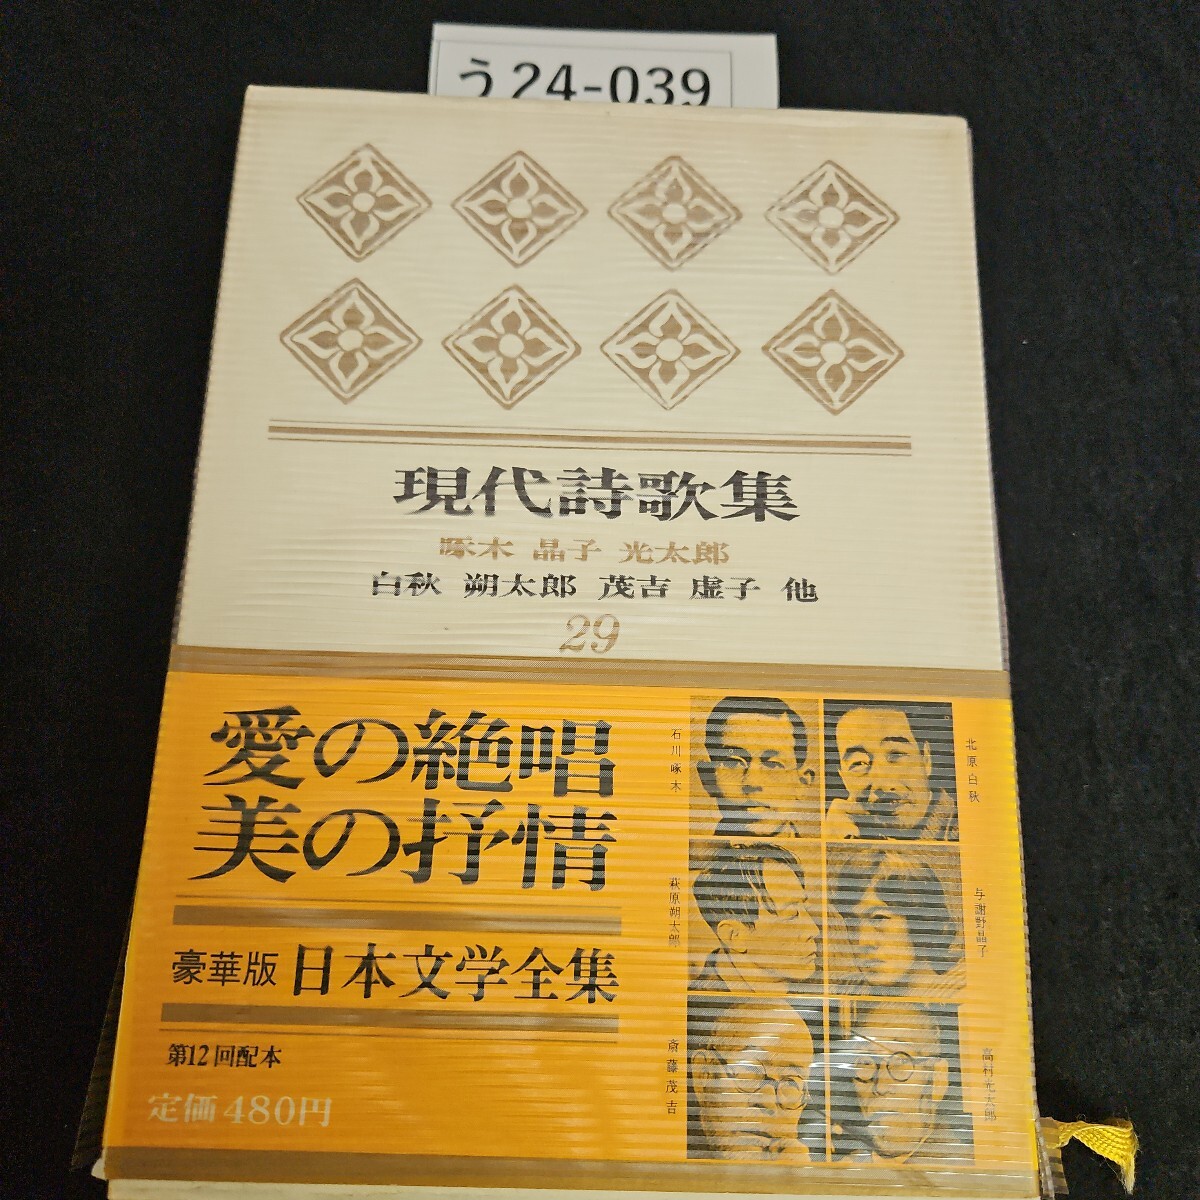 う24-039
現代詩歌集
啄木 晶子 光太郎
白秋 朔太郎 茂吉 虚子 他
29
愛の絶唱
美の抒情
豪華版 日本文学全集
第12回配本
定価 480円
石川啄木
北原白秋
萩原朔太郎
与謝野晶子
斎藤茂吉
高村光太郎